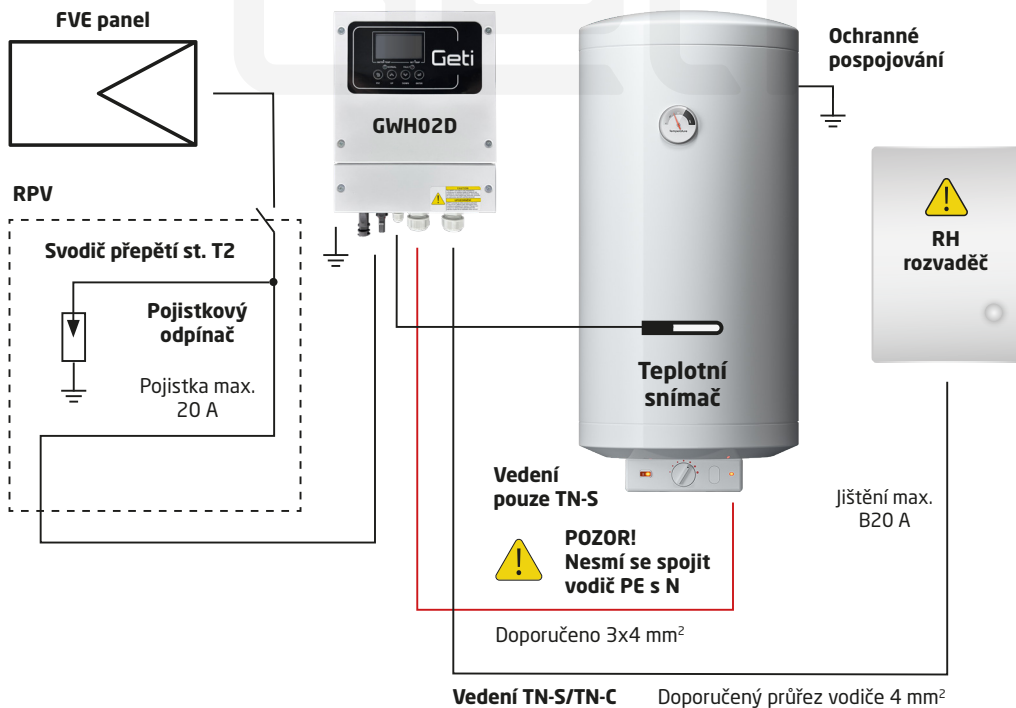 FVE panel
Geti
GWH02D
Ochranné
pospojování
RPV
Svodič přepětí st. T2
Pojistkový
odpínač
Pojistka max.
20 A
RH
rozvaděč
Teplotní
snímač
Vedení
pouze TN-S
POZOR!
Nesmí se spojit
vodič PE s N
Jištění max.
B20 A
Doporučeno 3x4 mm²
Vedení TN-S/TN-C Doporučený průřez vodiče 4 mm²